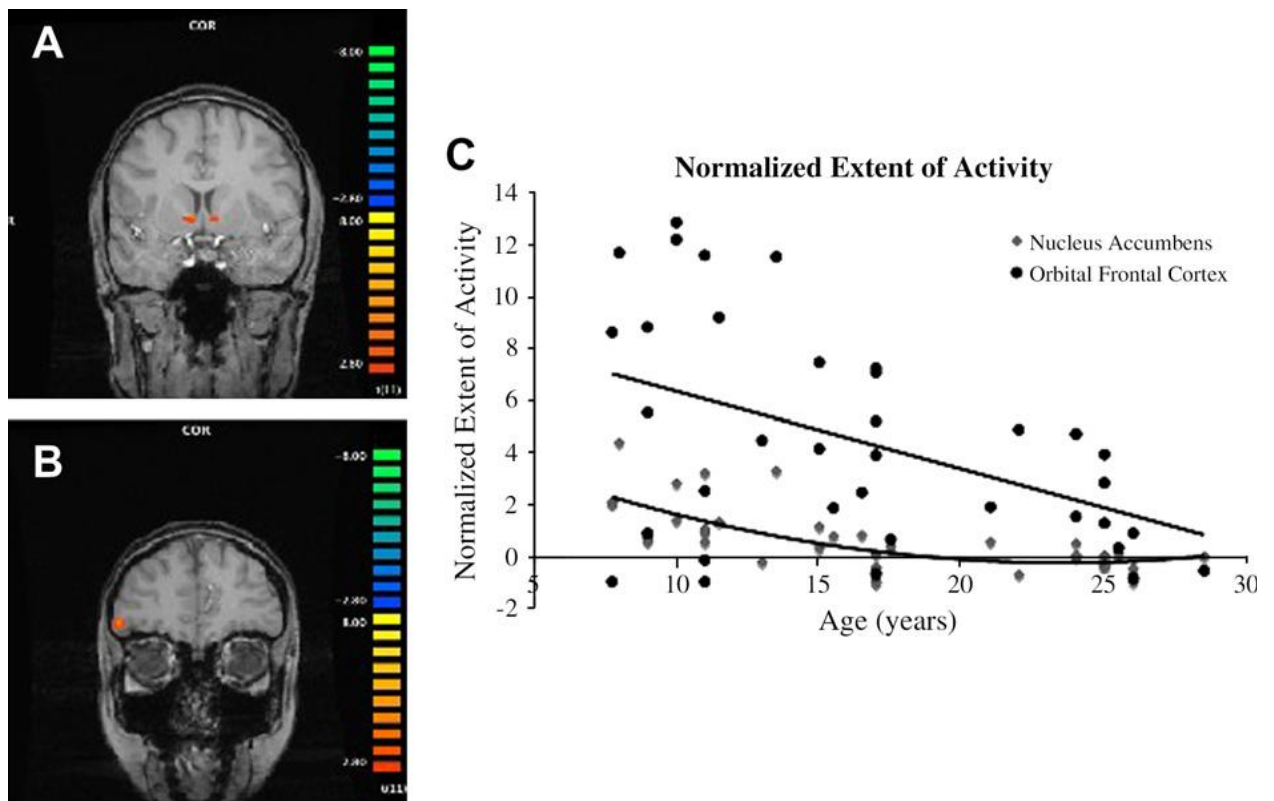 A
COR
-8.00
-2.80
8.00
2.80
R
t(11)
B
COR
-8.00
-2.80
8.00
2.80
t(11)
C
Normalized Extent of Activity
Normalized Extent of Activity
14
12
10
8
6
4
2
0
-2
5
10
15
20
25
30
Age (years)
Nucleus Accumbens
Orbital Frontal Cortex